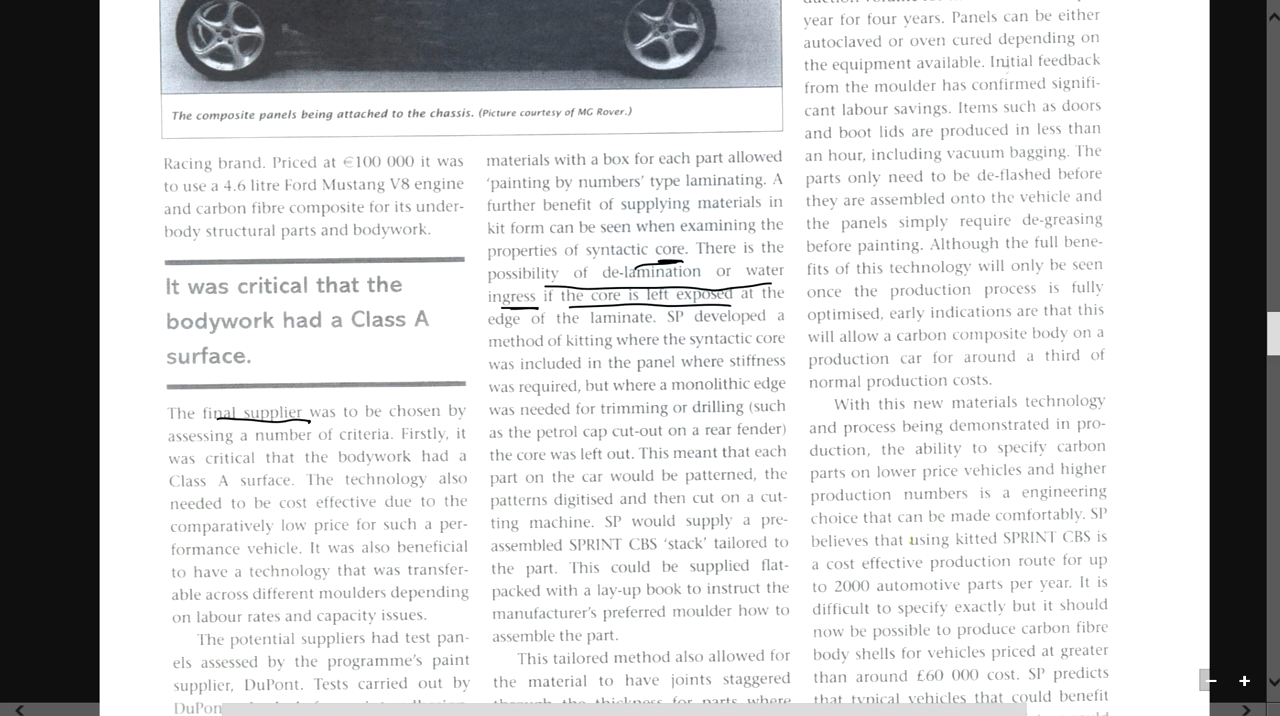 The composite panels being attached to the chassis. (Picture courtesy of MG Rover.)
Racing brand. Priced at €100 000 it was
to use a 4.6 litre Ford Mustang V8 engine
and carbon fibre composite for its under-
body structural parts and bodywork.
It was critical that the
bodywork had a Class A
surface.
The final supplier was to be chosen by
assessing a number of criteria. Firstly, it
was critical that the bodywork had a
Class A surface. The technology also
needed to be cost effective due to the
comparatively low price for such a per-
formance vehicle. It was also beneficial
to have a technology that was transfer-
able across different moulders depending
on labour rates and capacity issues.
The potential suppliers had test pan-
els assessed by the programme's paint
supplier, DuPont. Tests carried out by
DuPon
materials with a box for each part allowed
'painting by numbers' type laminating. A
further benefit of supplying materials in
kit form can be seen when examining the
properties of syntactic core. There is the
possibility of de-lamination or water
ingress if the core is left exposed at the
edge of the laminate. SP developed a
method of kitting where the syntactic core
was included in the panel where stiffness
was required, but where a monolithic edge
was needed for trimming or drilling (such
as the petrol cap cut-out on a rear fender)
the core was left out. This meant that each
part on the car would be patterned, the
patterns digitised and then cut on a cut-
ting machine. SP would supply a pre-
assembled SPRINT CBS 'stack' tailored to
the part. This could be supplied flat-
packed with a lay-up book to instruct the
manufacturer's preferred moulder how to
assemble the part.
This tailored method also allowed for
the material to have joints staggered
through the thickness for parts where
year for four years. Panels can be either
autoclaved or oven cured depending on
the equipment available. Initial feedback
from the moulder has confirmed signifi-
cant labour savings. Items such as doors
and boot lids are produced in less than
an hour, including vacuum bagging. The
parts only need to be de-flashed before
they are assembled onto the vehicle and
the panels simply require de-greasing
before painting. Although the full bene-
fits of this technology will only be seen
once the production process is fully
optimised, early indications are that this
will allow a carbon composite body on a
production car for around a third of
normal production costs.
With this new materials technology
and process being demonstrated in pro-
duction, the ability to specify carbon
parts on lower price vehicles and higher
production numbers is a engineering
choice that can be made comfortably. SP
believes that using kitted SPRINT CBS is
a cost effective production route for up
to 2000 automotive parts per year. It is
difficult to specify exactly but it should
now be possible to produce carbon fibre
body shells for vehicles priced at greater
than around £60 000 cost. SP predicts
that typical vehicles that could benefit